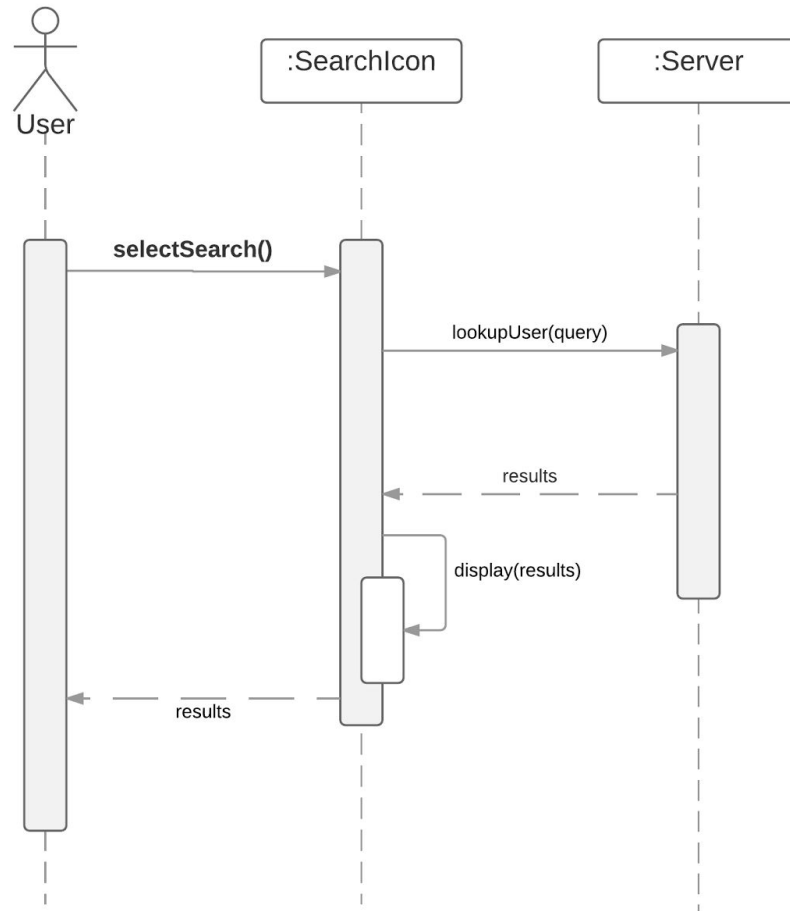 :SearchIcon
:Server
User
selectSearch()
lookupUser(query)
results
display(results)
results